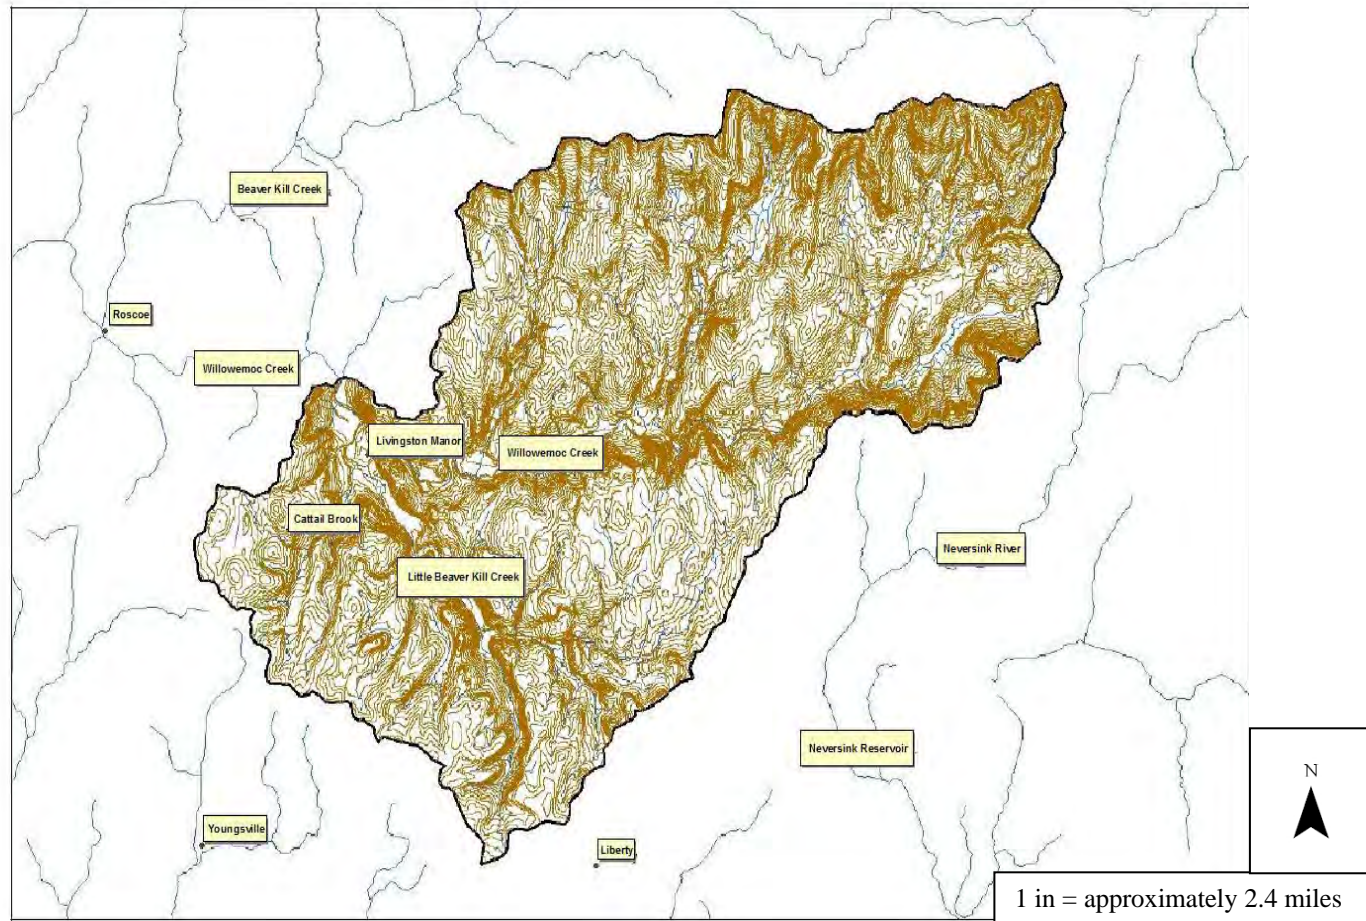 Beaver Kill Creek
Roscoe
Willowemoc Creek
Livingston Manor
Willowemoc Creek
Cattail Brook
Neversink River
Little Beaver Kill Creek
Neversink Reservoir
N
Youngsville
Liberty
1 in = approximately 2.4 miles